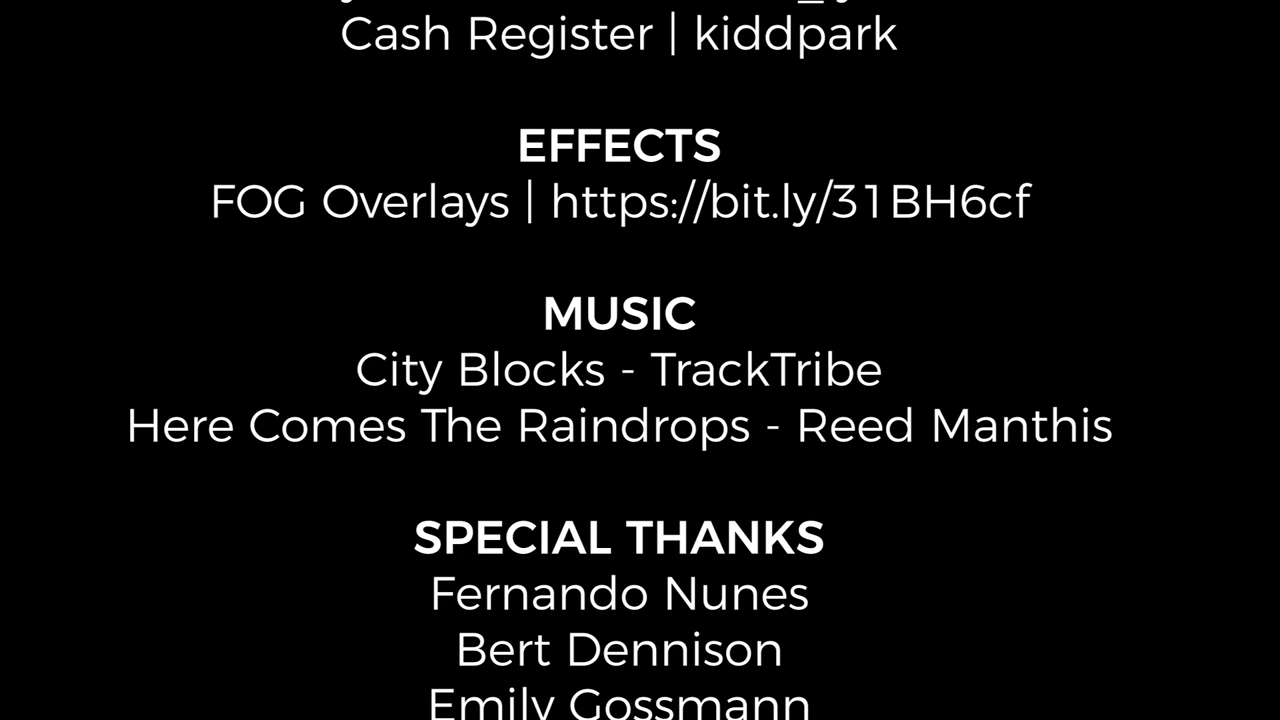 Cash Register | kiddpark
EFFECTS
FOG Overlays | https://bit.ly/31BH6cf
MUSIC
City Blocks - TrackTribe
Here Comes The Raindrops - Reed Manthis
SPECIAL THANKS
Fernando Nunes
Bert Dennison
Emily Gossmann